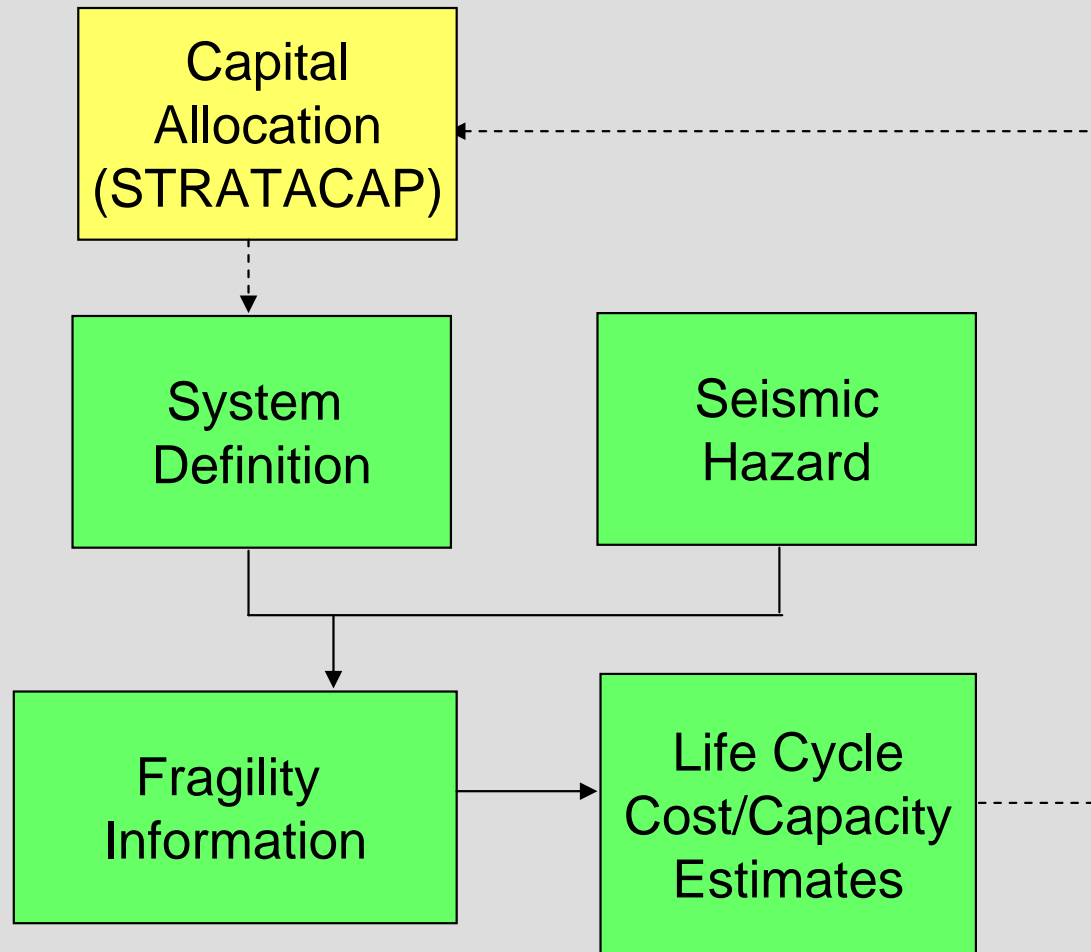 Capital
Allocation
(STRATACAP)
System
Definition
Seismic
Hazard
Fragility
Information
Life Cycle
Cost/Capacity
Estimates